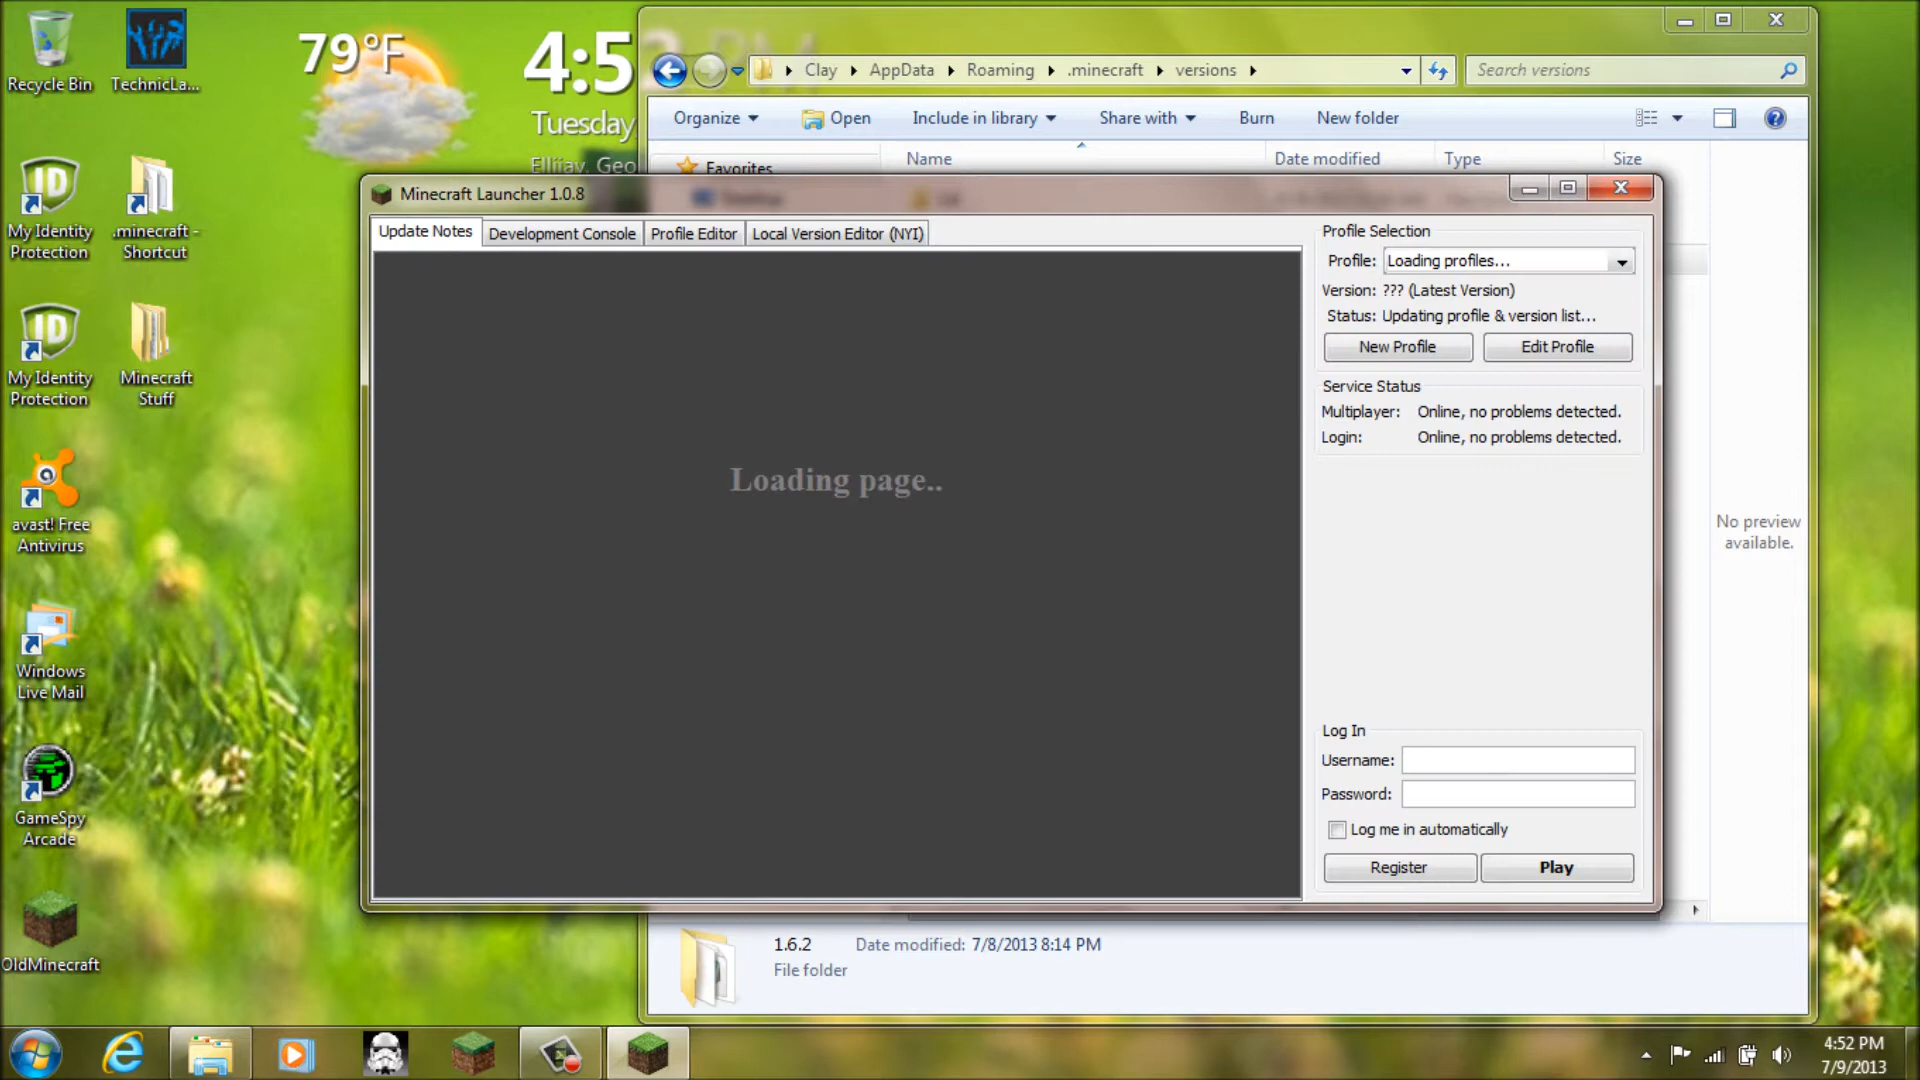 Recycle Bin
TechnicLa...
My Identity
Protection
.minecraft -
Shortcut
My Identity
Protection
Minecraft
Stuff
avast! Free
Antivirus
Windows
Live Mail
GameSpy
Arcade
OldMinecraft
79°F
4:5
Tuesday
Ellijay, Geo
Clay
AppData
Roaming
.minecraft
versions
Search versions
Organize
Open
Include in library
Share with
Burn
New folder
Name
Date modified
Type
Size
Favorites
Minecraft Launcher 1.0.8
Update Notes
Development Console
Profile Editor
Local Version Editor (NYI)
Loading page..
Profile Selection
Profile: Loading profiles...
Version: ??? (Latest Version)
Status: Updating profile & version list...
New Profile
Edit Profile
Service Status
Multiplayer: Online, no problems detected.
Login: Online, no problems detected.
Log In
Username:
Password:
Log me in automatically
Register
Play
No preview
available.
1.6.2 Date modified: 7/8/2013 8:14 PM
File folder
4:52 PM
7/9/2013